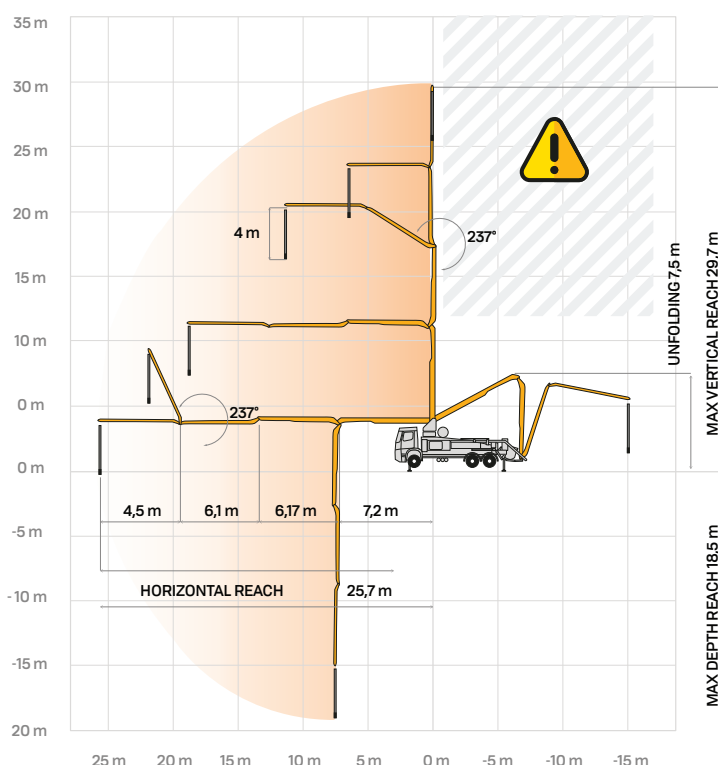 35 m
30 m
25 m
20 m
15 m
10 m
0 m
0 m
-5 m
- 10 m
-15 m
20 m
4 m
237°
237°
4,5 m
6,1 m
6,17 m
7,2 m
HORIZONTAL REACH
25,7 m
UNFOLDING 7,5 m
MAX VERTICAL REACH 29.7 m
MAX DEPTH REACH 18.5 m
25 m
20 m
15 m
10 m
5 m
0 m
-5 m
-10 m
-15 m